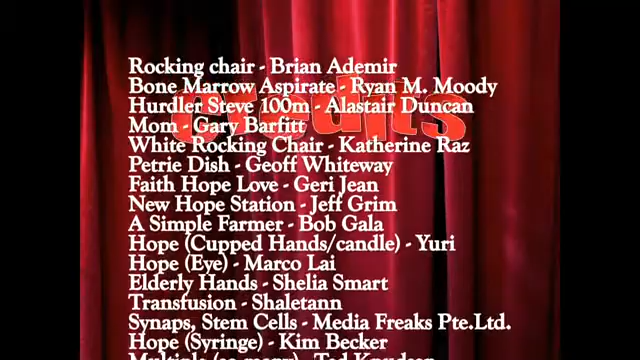 Rocking chair - Brian Ademir
Bone Marrow Aspirate - Ryan M. Moody
Hurdler Steve 100m - Alastair Duncan
credits
Mom - Gary Barfitt
White Rocking Chair - Katherine Raz
Petrie Dish - Geoff Whiteway
Faith Hope Love - Geri Jean
New Hope Station - Jeff Grim
A Simple Farmer - Bob Gala
Hope (Cupped Hands/candle) - Yuri
Hope (Eye) - Marco Lai
Elderly Hands - Shelia Smart
Transfusion - Shaletann
Synaps, Stem Cells - Media Freaks Pte.Ltd.
Hope (Syringe) - Kim Becker